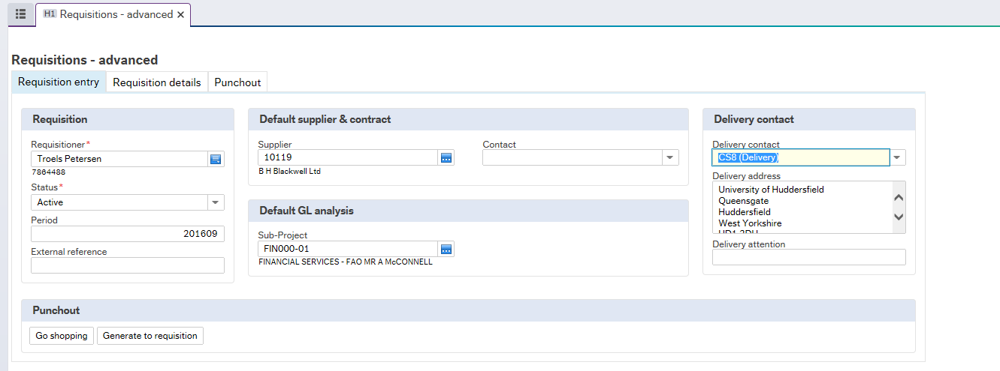 H1 Requisitions - advanced ×
Requisitions - advanced
Requisition entry Requisition details Punchout
Requisition
Requisitioner*
Troels Petersen
7864488
Status*
Active
Period
201609
External reference
Default supplier & contract
Supplier
10119
B H Blackwell Ltd
Contact
Default GL analysis
Sub-Project
FIN000-01
FINANCIAL SERVICES - FAO MR A McCONNELL
Delivery contact
Delivery contact
CS8 (Delivery)
Delivery address
University of Huddersfield
Queensgate
Huddersfield
West Yorkshire
Delivery attention
Punchout
Go shopping Generate to requisition